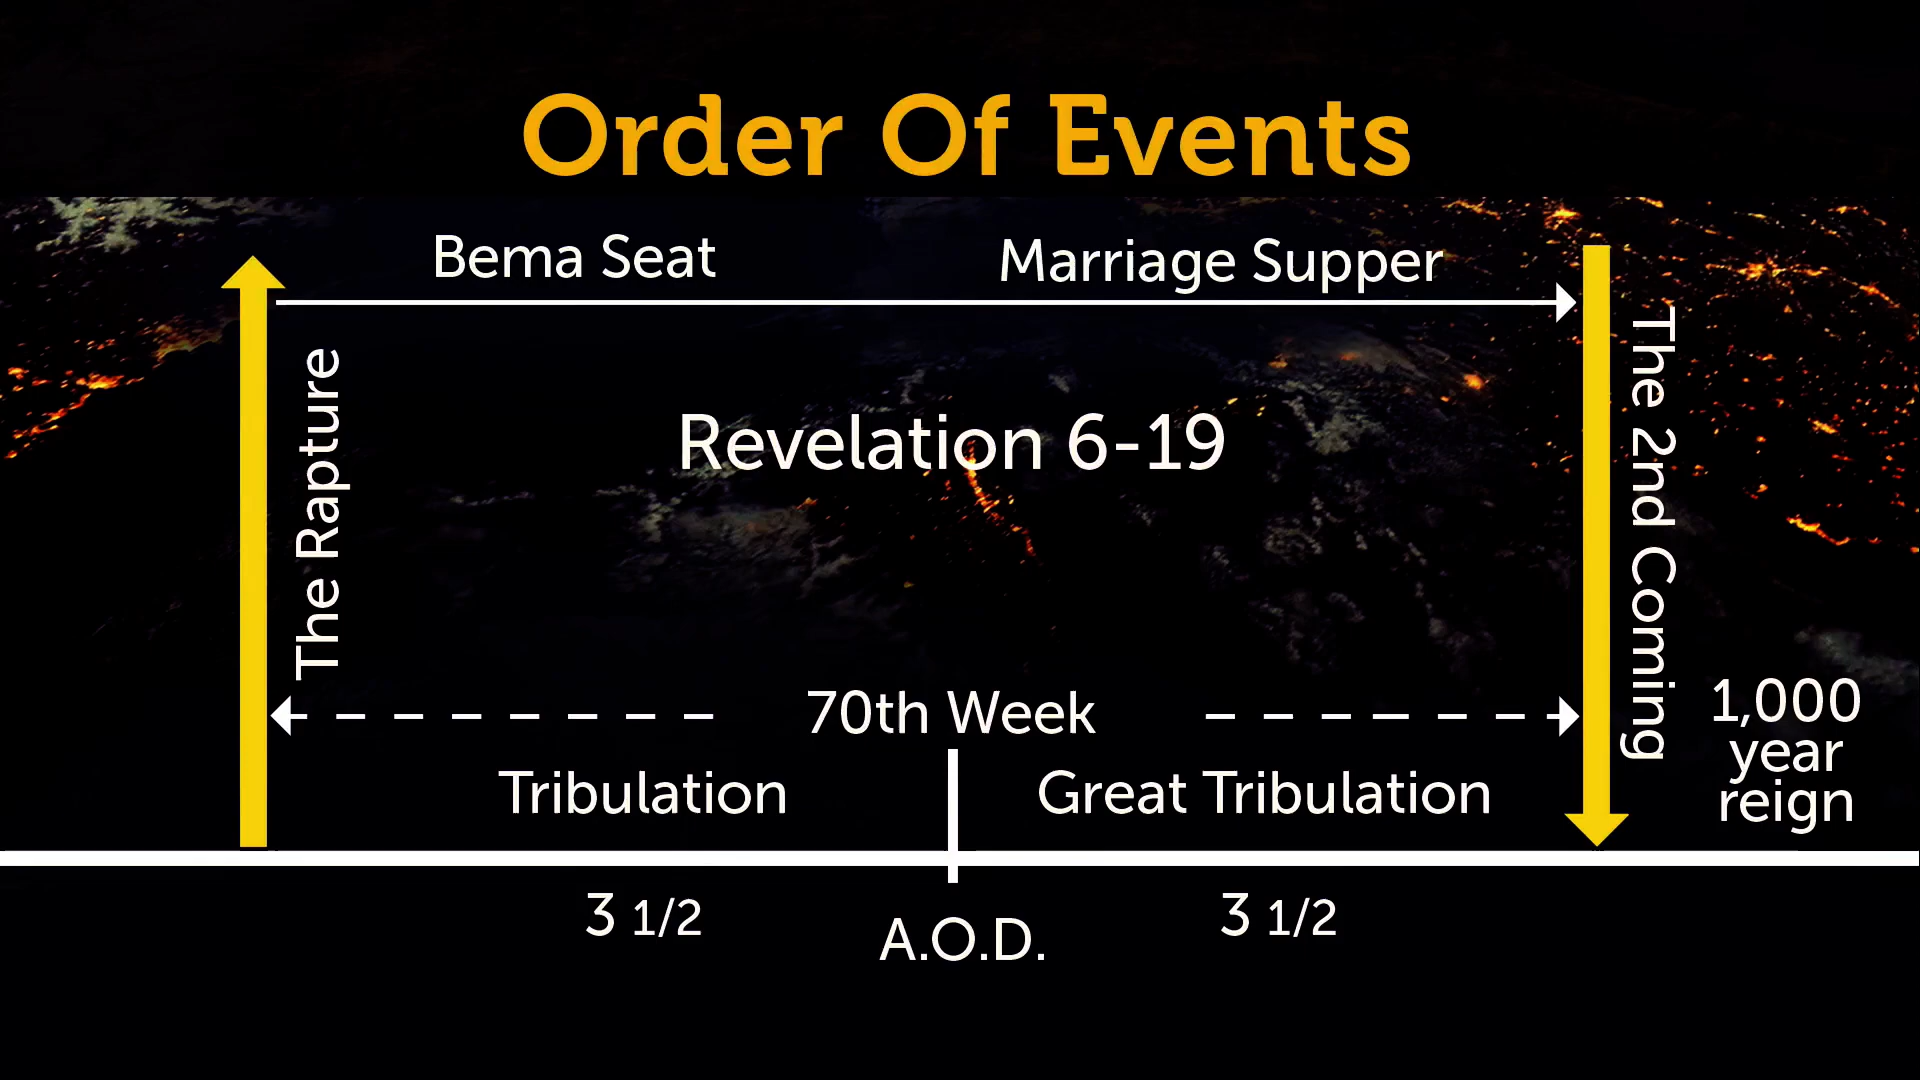 Order Of Events
Bema Seat
Marriage Supper
The Rapture
Revelation 6-19
The 2nd Coming
70th Week
Tribulation
Great Tribulation
1,000
year
reign
3 1/2
A.O.D.
3 1/2